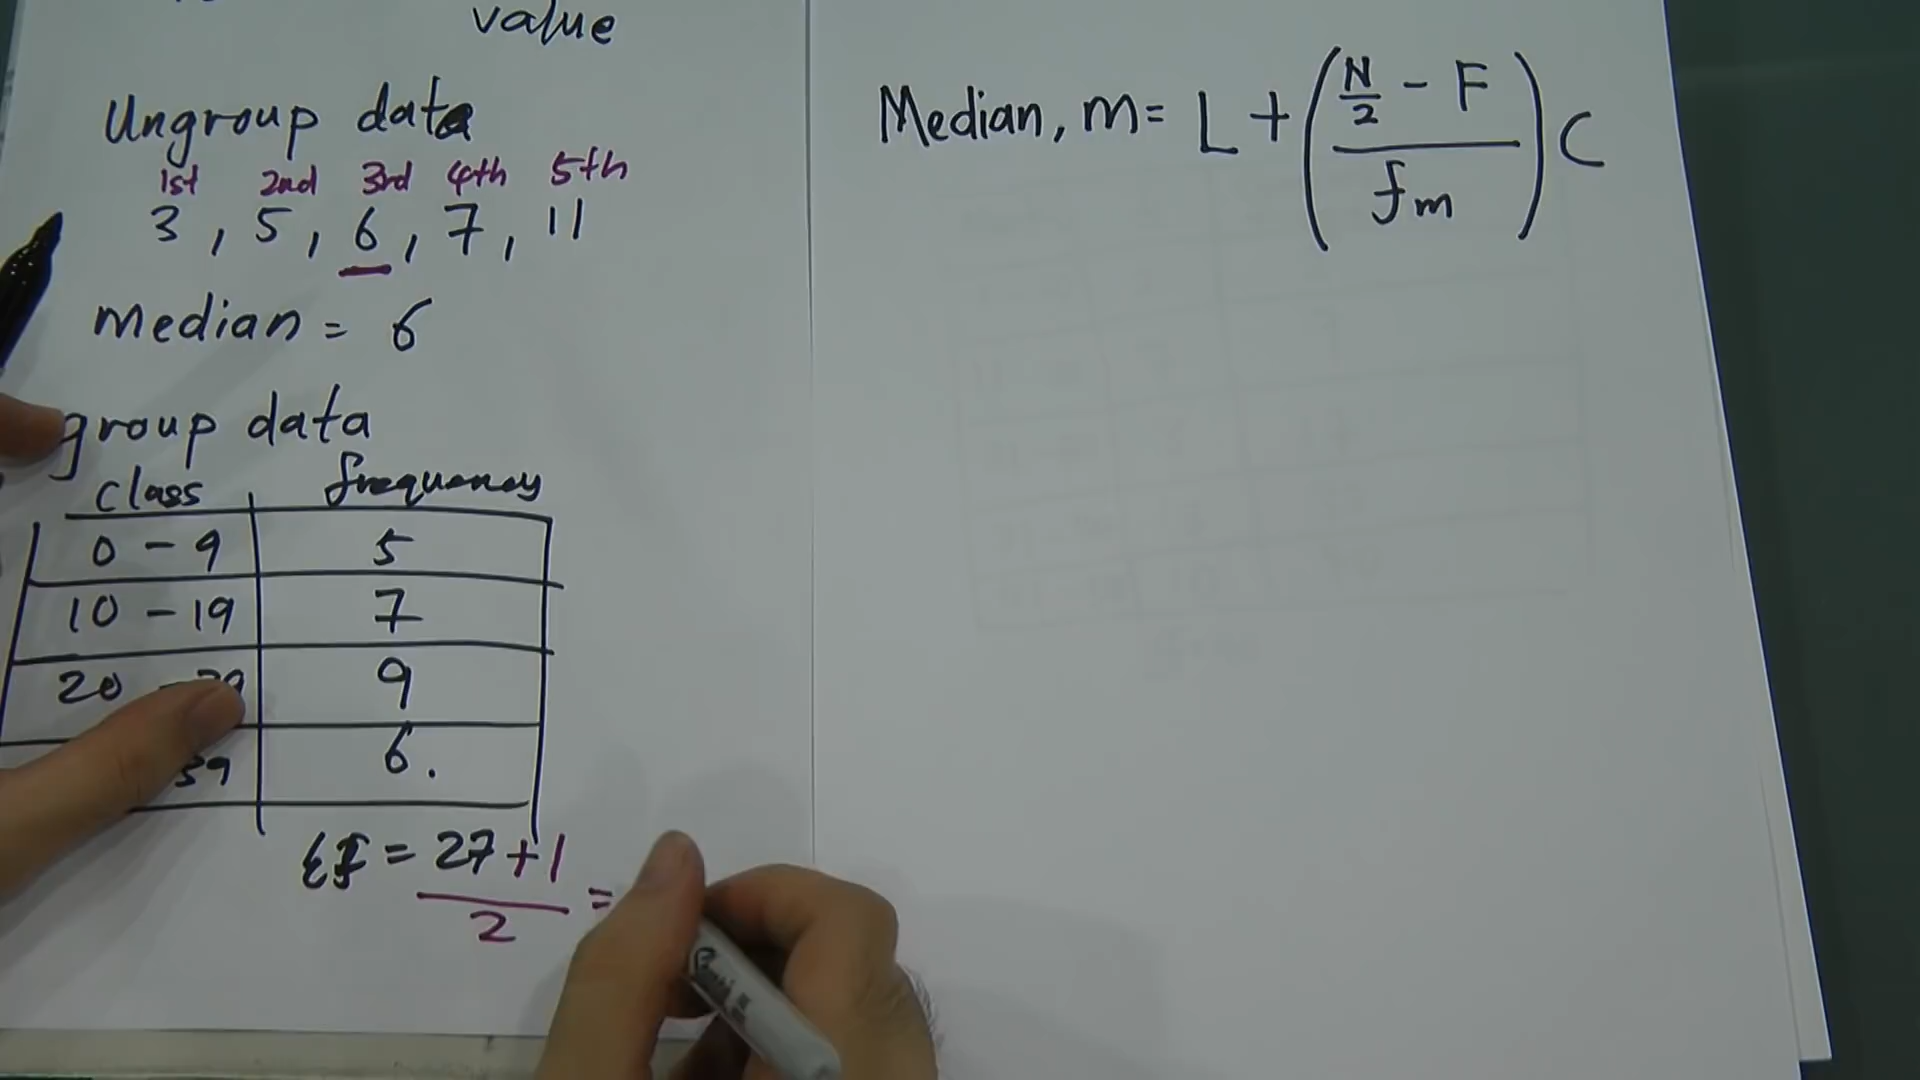 value
Ungroup data
1st 2nd 3rd 4th 5th
3 , 5 , 6 , 7 , 11
median = 6
group data
class frequency
0 - 9 5
10 - 19 7
20 - 9
39 6 .
Σf = 27 + 1
2 =
Median, m = L + ( N/2 - F
fm ) C